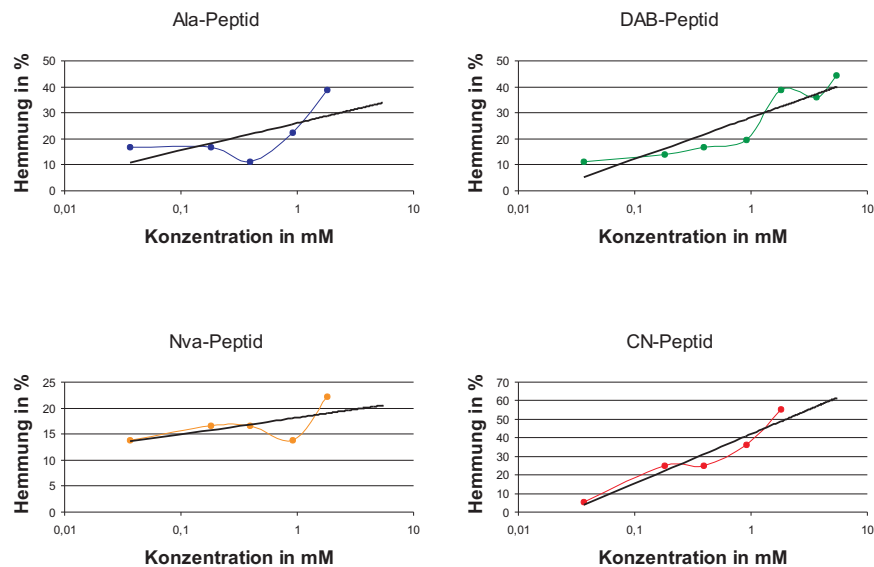 Ala-Peptid
Hemmung in %
50
40
30
20
10
0
0,01 0,1 1 10
Konzentration in mM
DAB-Peptid
Hemmung in %
50
40
30
20
10
0
0,01 0,1 1 10
Konzentration in mM
Nva-Peptid
Hemmung in %
25
20
15
10
5
0
0,01 0,1 1 10
Konzentration in mM
CN-Peptid
Hemmung in %
70
60
50
40
30
20
10
0
0,01 0,1 1 10
Konzentration in mM